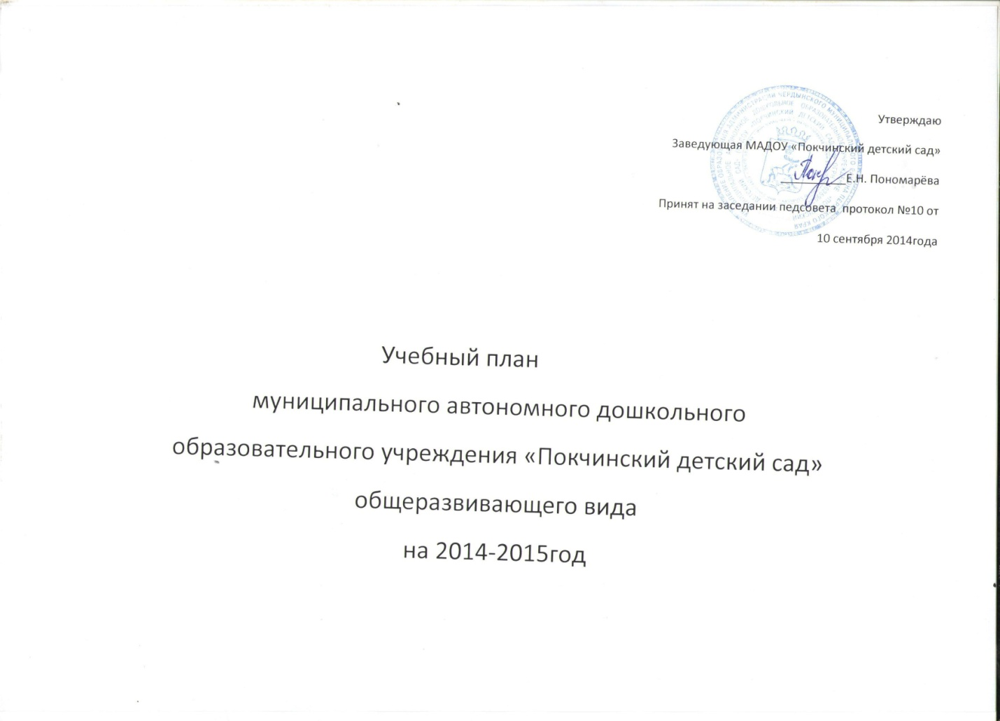 Утверждаю
Заведующая МАДОУ «Покчинский детский сад»
Е.Н. Пономарёва
Принят на заседании педсовета протокол №10 от
10 сентября 2014года
Учебный план
муниципального автономного дошкольного
образовательного учреждения «Покчинский детский сад»
общеразвивающего вида
на 2014-2015год